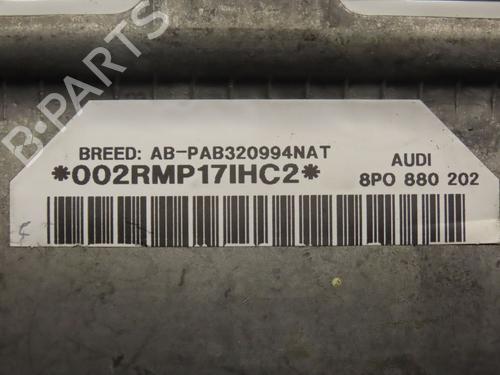 B-PARTS
BREED: AB-PAB320994NAT
*002RMP17IHC2*
AUDI
8P0 880 202